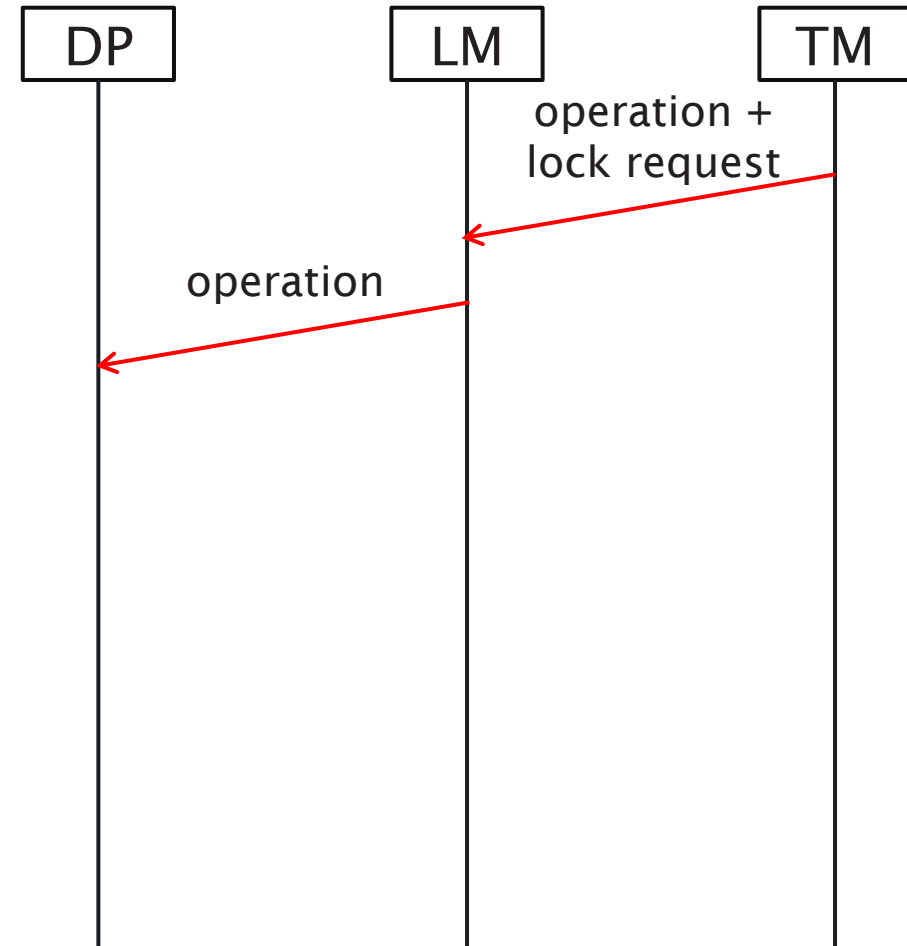 DP
LM
TM
operation +
lock request
operation